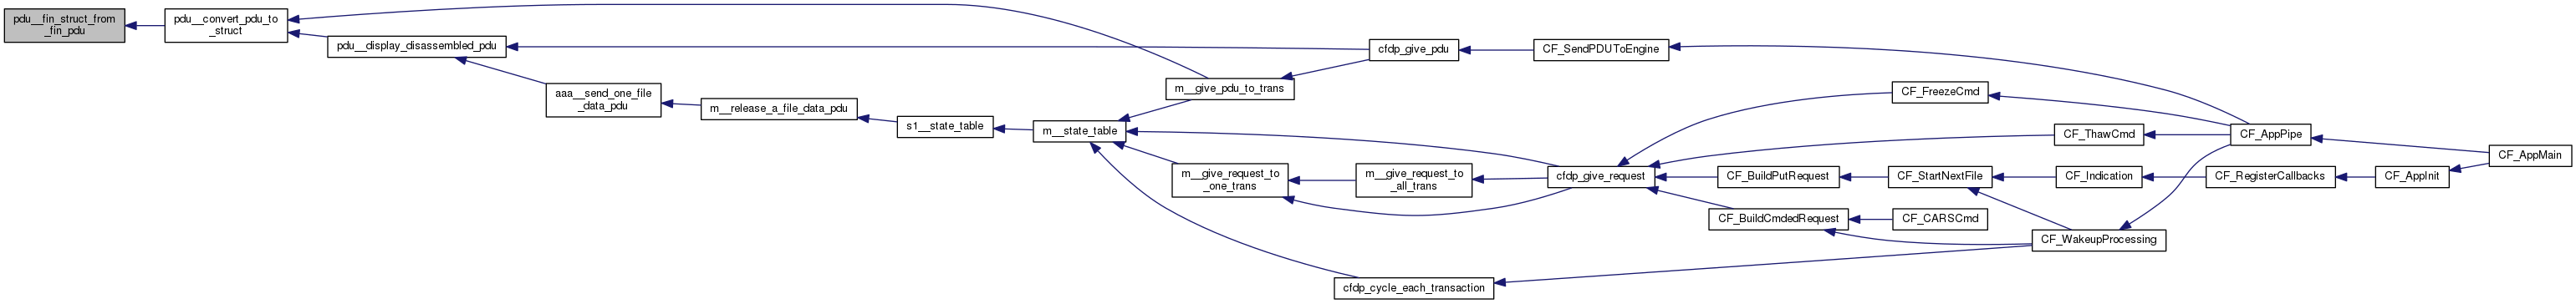 pdu__fin_struct_from
_fin_pdu
pdu__convert_pdu_to
_struct
pdu__display_disassembled_pdu
aaa__send_one_file
_data_pdu
m__release_a_file_data_pdu
s1__state_table
m__state_table
m__give_pdu_to_trans
cfdp_give_pdu
CF_SendPDUToEngine
m__give_request_to
_one_trans
m__give_request_to
_all_trans
cfdp_give_request
cfdp_cycle_each_transaction
CF_FreezeCmd
CF_ThawCmd
CF_BuildPutRequest
CF_StartNextFile
CF_Indication
CF_RegisterCallbacks
CF_AppInit
CF_BuildCmdedRequest
CF_CARSCmd
CF_WakeupProcessing
CF_AppPipe
CF_AppMain